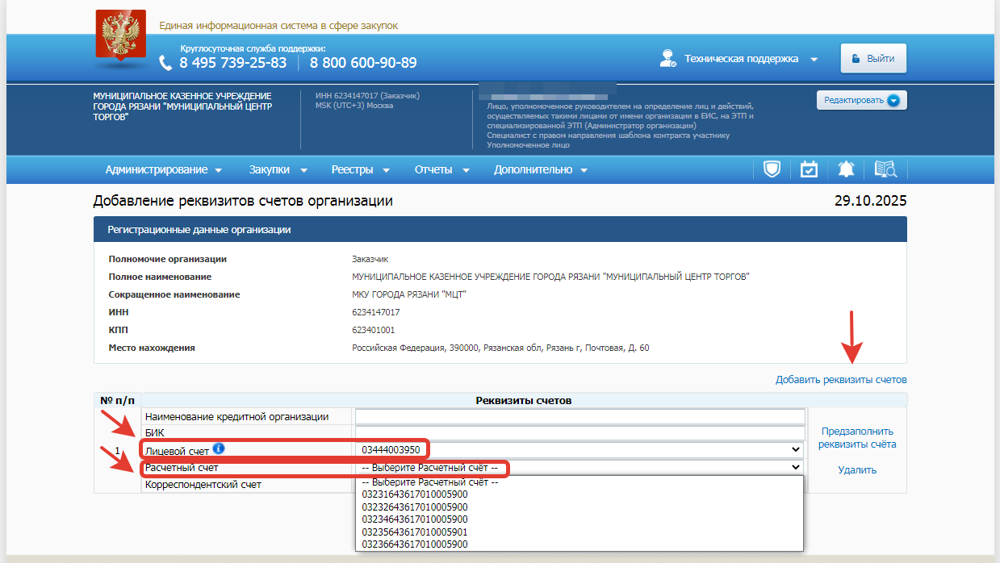 Единая информационная система в сфере закупок
Круглосуточная служба поддержки:
8 495 739-25-83 8 800 600-90-89
Техническая поддержка
Выйти
МУНИЦИПАЛЬНОЕ КАЗЕННОЕ УЧРЕЖДЕНИЕ
ГОРОДА РЯЗАНИ "МУНИЦИПАЛЬНЫЙ ЦЕНТР
ТОРГОВ"
ИНН 6234147017 (Заказчик)
MSK (UTC+3) Москва
Лицо, уполномоченное руководителем на определение лиц и действий,
осуществляемых такими лицами от имени организации в ЕИС, на ЭТП и
специализированной ЭТП (Администратор организации)
Специалист с правом направления шаблона контракта участнику
Уполномоченное лицо
Редактировать
Администрирование Закупки Реестры Отчеты Дополнительно
Добавление реквизитов счетов организации 29.10.2025
Регистрационные данные организации
Полномочие организации Заказчик
Полное наименование МУНИЦИПАЛЬНОЕ КАЗЕННОЕ УЧРЕЖДЕНИЕ ГОРОДА РЯЗАНИ "МУНИЦИПАЛЬНЫЙ ЦЕНТР ТОРГОВ"
Сокращенное наименование МКУ ГОРОДА РЯЗАНИ "МЦТ"
ИНН 6234147017
КПП 623401001
Место нахождения Российская Федерация, 390000, Рязанская обл, Рязань г, Почтовая, Д. 60
Добавить реквизиты счетов
№ п/п Реквизиты счетов
Наименование кредитной организации
БИК
1 Лицевой счет 03444003950
Расчетный счет -- Выберите Расчетный счёт --
Корреспондентский счет
-- Выберите Расчетный счёт --
03231643617010005900
03232643617010005900
03234643617010005900
03235643617010005901
03236643617010005900
Предзаполнить
реквизиты счёта
Удалить